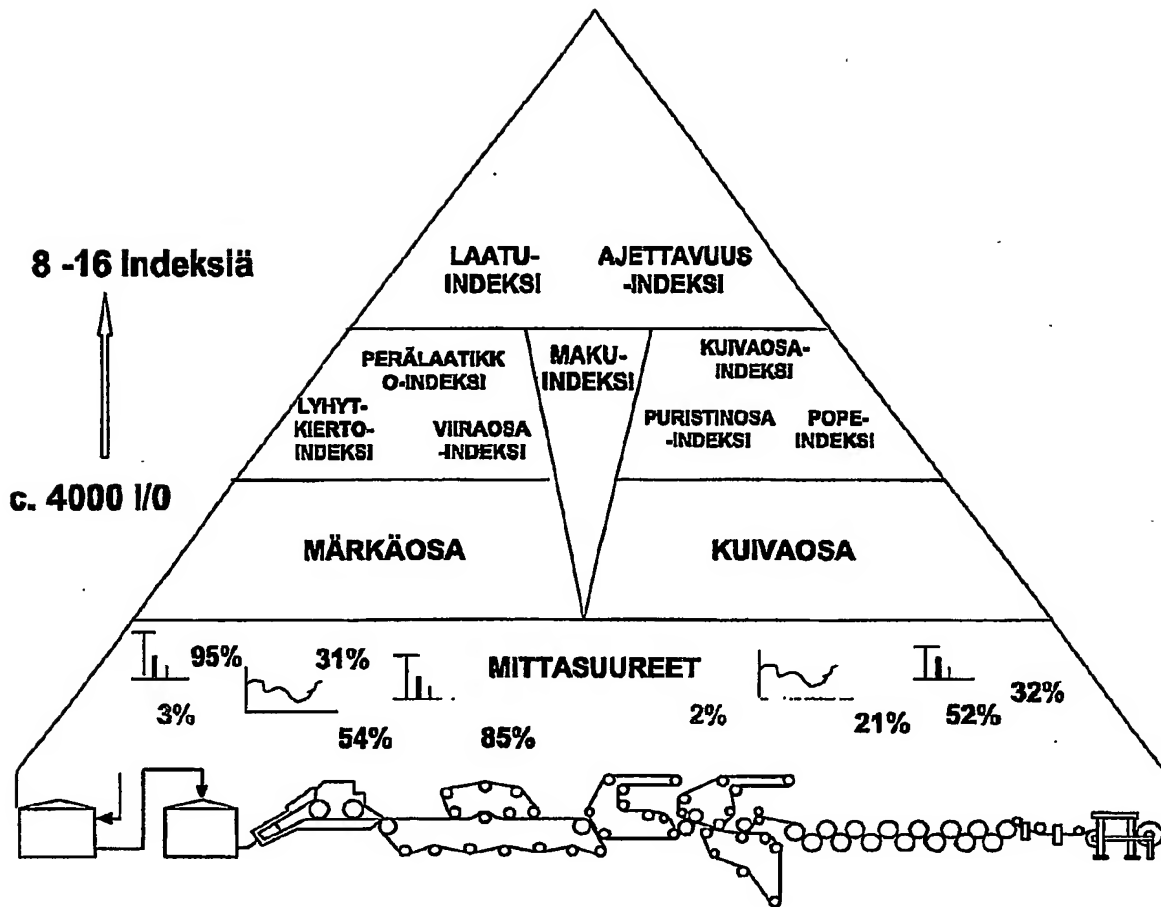 8 -16 indeksiä
c. 4000 I/O
LAATU-
INDEKSI
AJETTAVUUS
-INDEKSI
PERÄLAATIKK
O-INDEKSI
LYHYT-
KIERTO-
INDEKSI
VIIRAOSA
-INDEKSI
MAKU-
INDEKSI
KUIVAOSA-
INDEKSI
PURISTINOSA
-INDEKSI
POPE-
INDEKSI
MÄRKÄOSA
KUIVAOSA
MITTASUUREET
95%
31%
3%
54%
85%
2%
21%
52%
32%